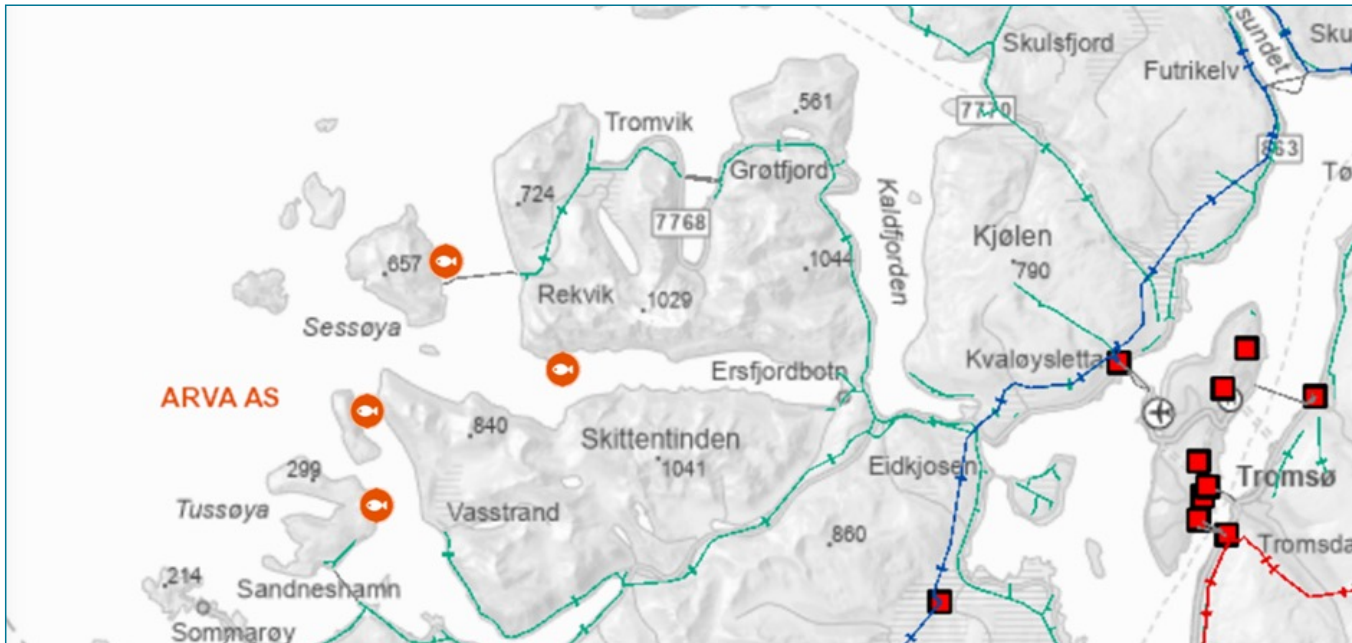 sundet
Sku
Skulsfjord
Futrikelv
561
7770
Tromvik
863
Grøtfjord
Tø
724
Kaldfjorden
7768
Kjølen
657
1044
790
Rekvik
1029
Sessøya
Kvaløysletta
Ersfjordbotn
ARVA AS
840
Skittentinden
299
1041
Eidkjosen
Tromsø
Tussøya
Vasstrand
860
Tromsda
214
Sandneshamn
Sommarøy